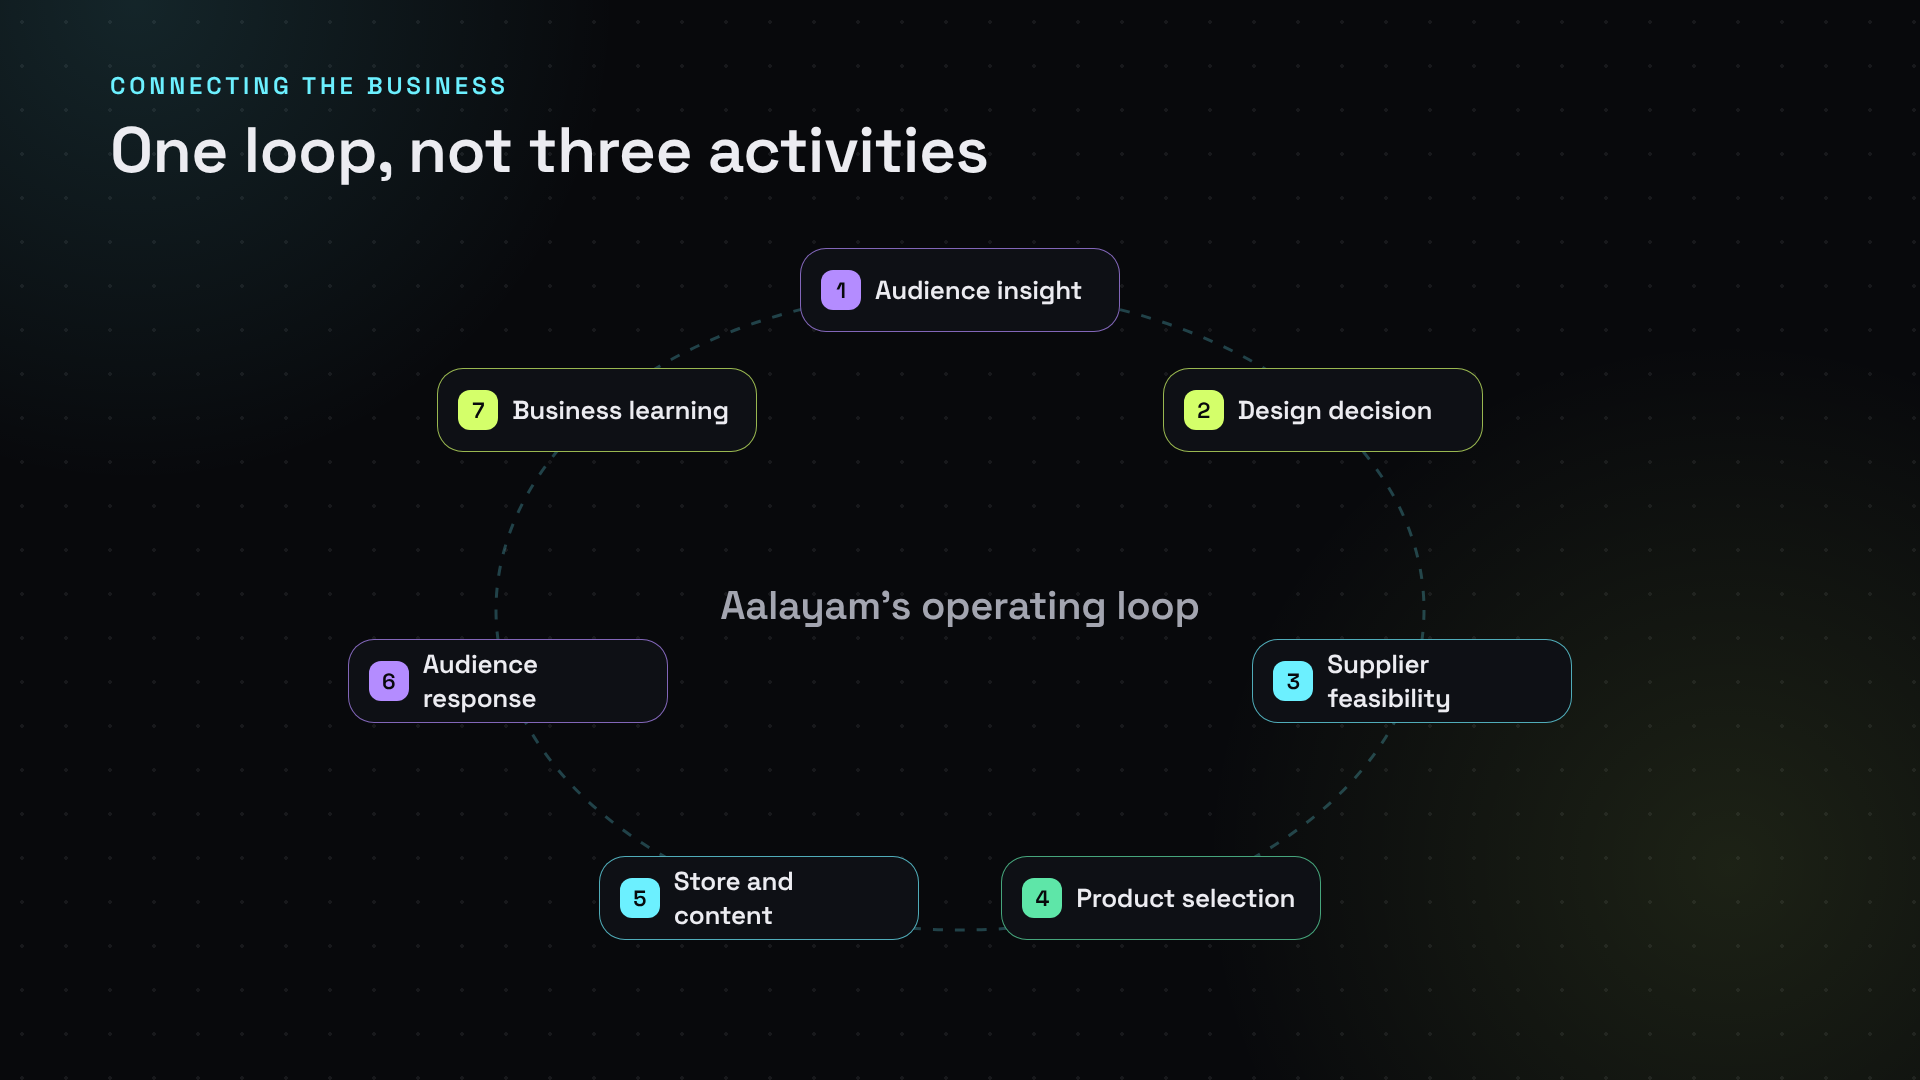 CONNECTING THE BUSINESS
One loop, not three activities
1 Audience insight
2 Design decision
3 Supplier
feasibility
4 Product selection
5 Store and
content
6 Audience
response
7 Business learning
Aalayam’s operating loop